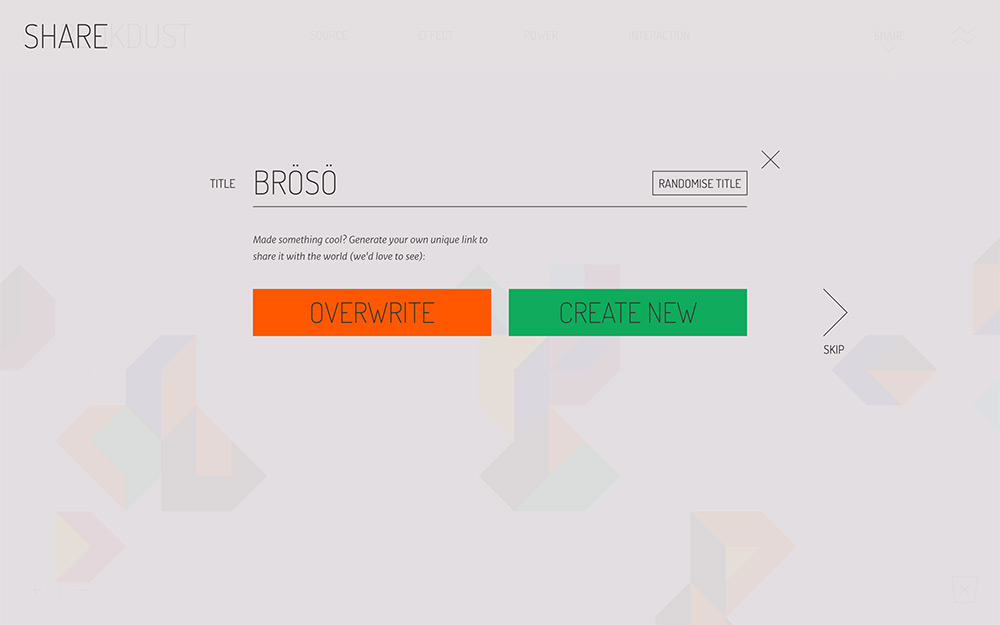 SHARE
SOURCE EFFECT POWER INTERACTION SHARE
TITLE BRÖSÖ RANDOMISE TITLE
Made something cool? Generate your own unique link to
share it with the world (we'd love to see):
OVERWRITE CREATE NEW
SKIP